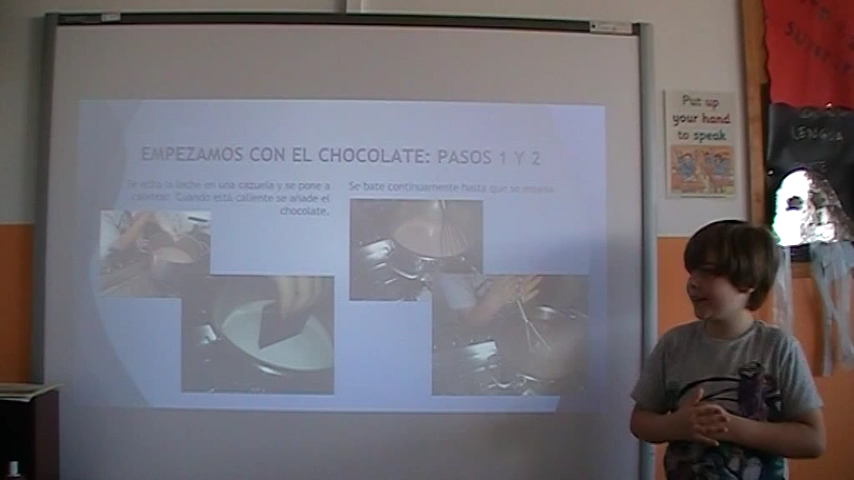 EMPEZAMOS CON EL CHOCOLATE: PASOS 1 Y 2
Se echa la leche en una cazuela y se pone a
calentar. Cuando está caliente se añade el
chocolate.
Se bate continuamente hasta que se
Put up
your hand
to speak
LENGUA